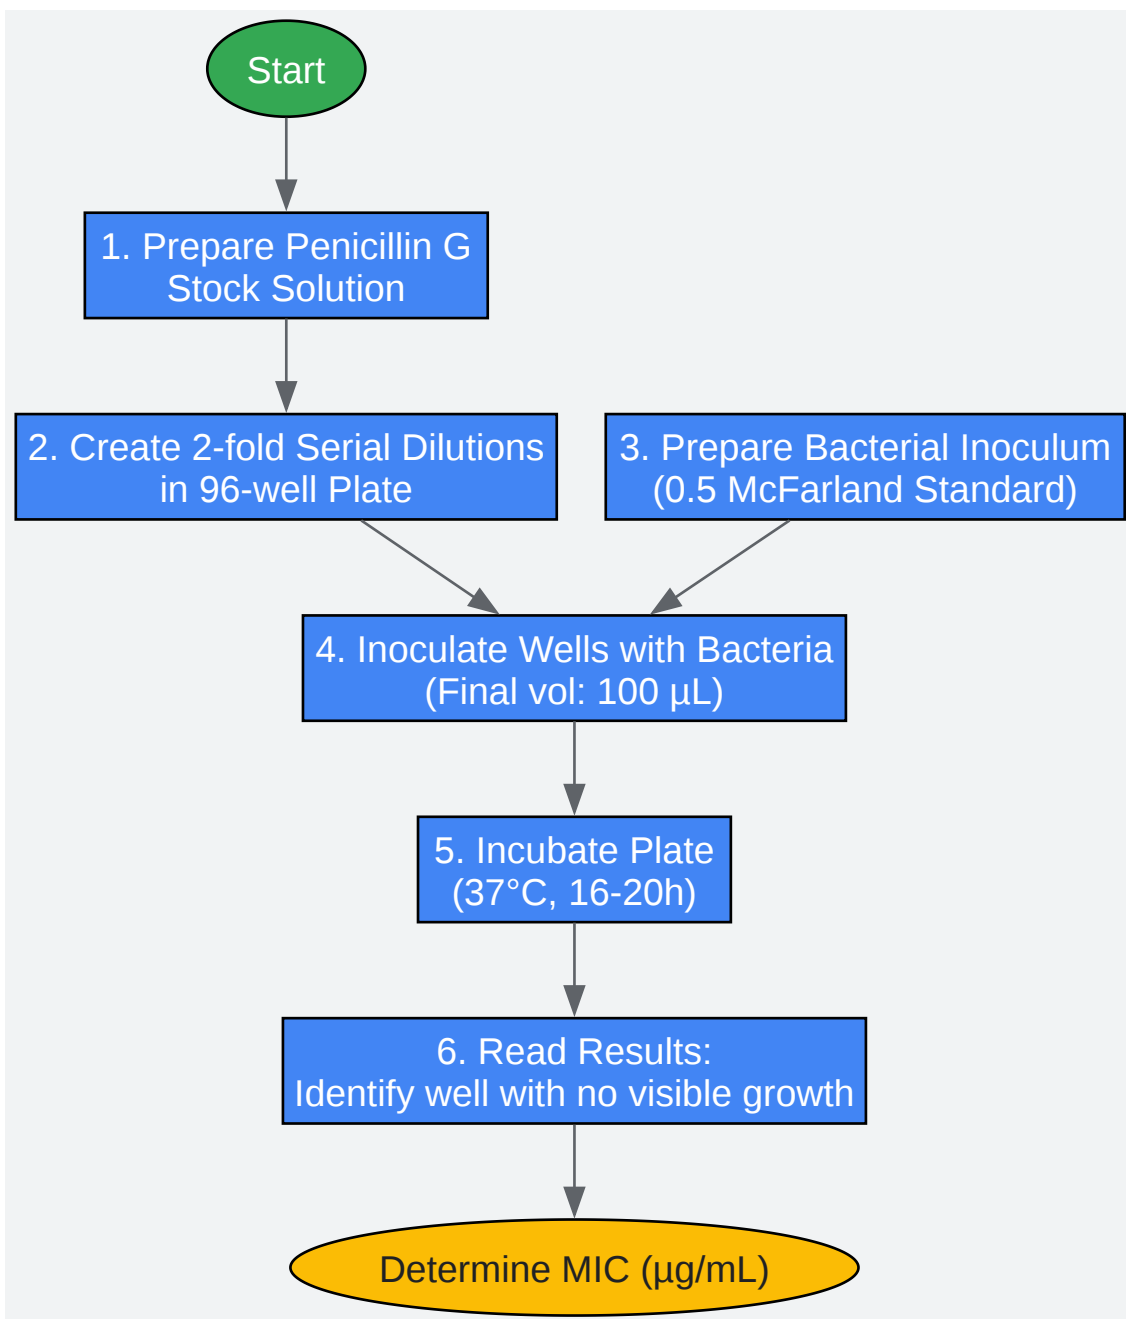 Start
1. Prepare Penicillin G
Stock Solution
2. Create 2-fold Serial Dilutions
in 96-well Plate
3. Prepare Bacterial Inoculum
(0.5 McFarland Standard)
4. Inoculate Wells with Bacteria
(Final vol: 100 µL)
5. Incubate Plate
(37°C, 16-20h)
6. Read Results:
Identify well with no visible growth
Determine MIC (µg/mL)